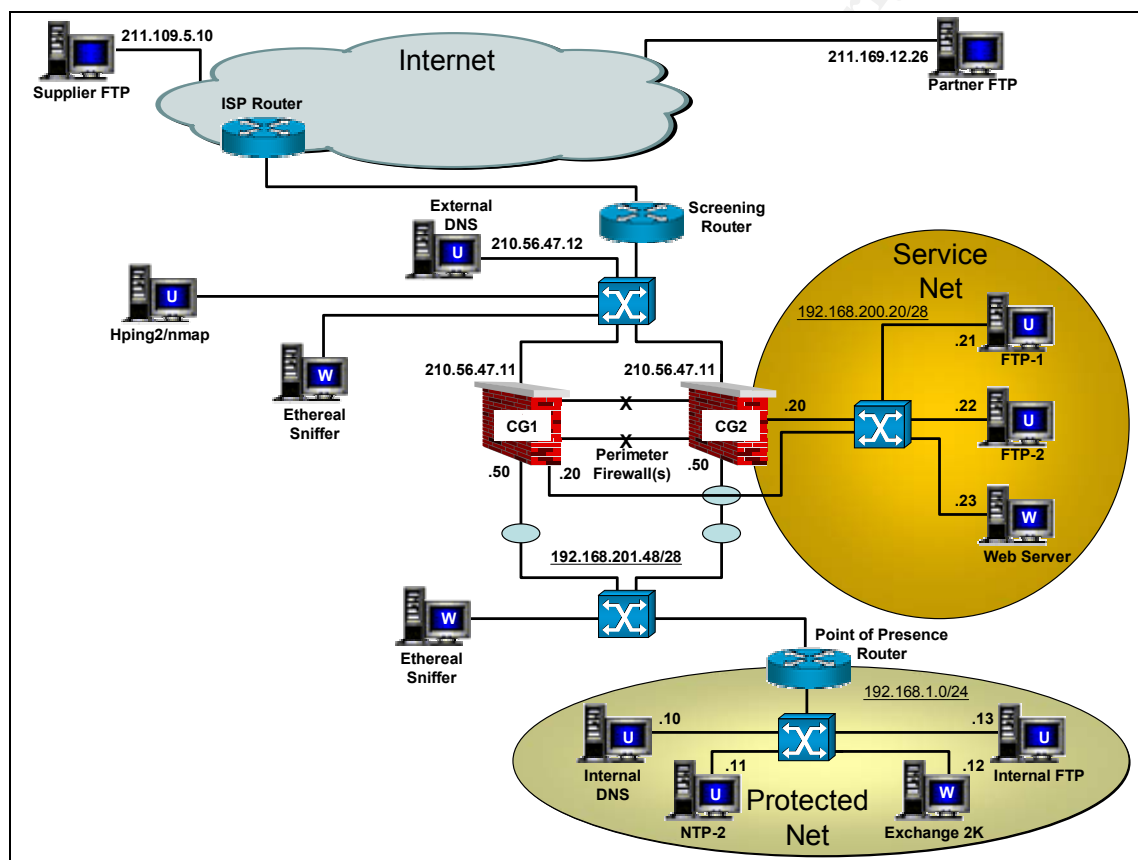 211.109.5.10
Supplier FTP
Internet
ISP Router
211.169.12.26
Partner FTP
External
DNS
U
210.56.47.12
Screening
Router
U
Hping2/nmap
W
Ethereal
Sniffer
Service
Net
192.168.200.20/28
.21
U
FTP-1
210.56.47.11
210.56.47.11
CG1
X
X
CG2
Perimeter
Firewall(s)
.50
.20
.50
.20
.22
U
FTP-2
.23
W
Web Server
192.168.201.48/28
W
Ethereal
Sniffer
Point of Presence
Router
192.168.1.0/24
.10
U
Internal
DNS
.11
U
NTP-2
.12
W
Exchange 2K
.13
U
Internal FTP
Protected
Net